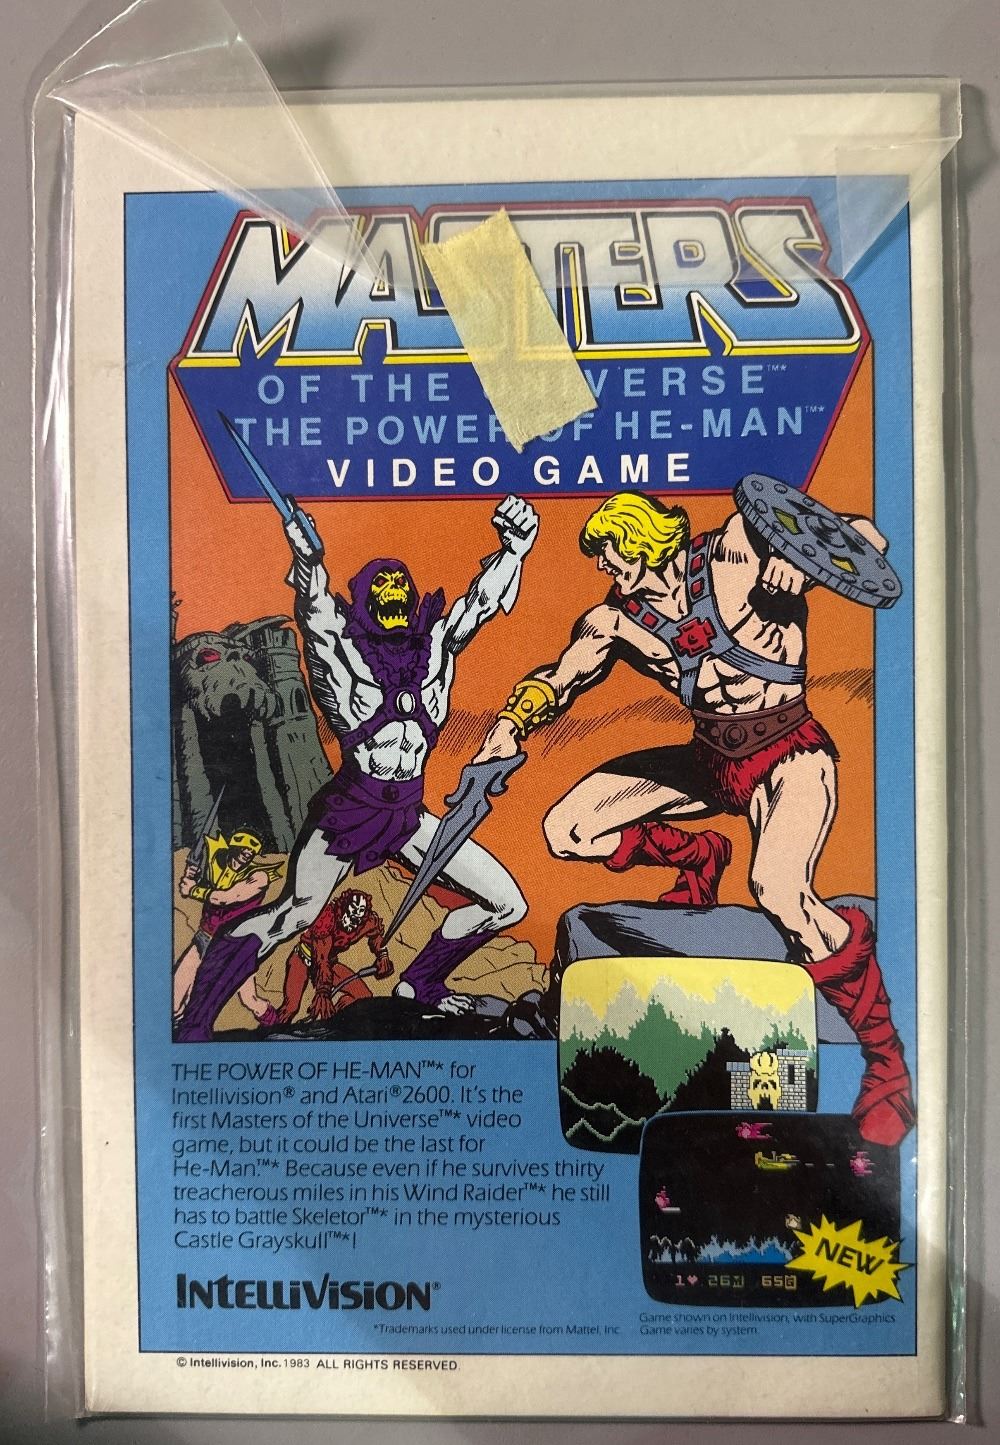 MASTERS
OF THE UNIVERSE™*
THE POWER OF HE-MAN™*
VIDEO GAME
THE POWER OF HE-MAN™* for
Intellivision® and Atari®2600. It's the
first Masters of the Universe™* video
game, but it could be the last for
He-Man.™* Because even if he survives thirty
treacherous miles in his Wind Raider™* he still
has to battle Skeletor™* in the mysterious
Castle Grayskull™*!
INTELLIVISION®
*Trademarks used under license from Mattel, Inc.
NEW
Game shown on Intellivision, with SuperGraphics.
Game varies by system.
© Intellivision, Inc. 1983 ALL RIGHTS RESERVED.